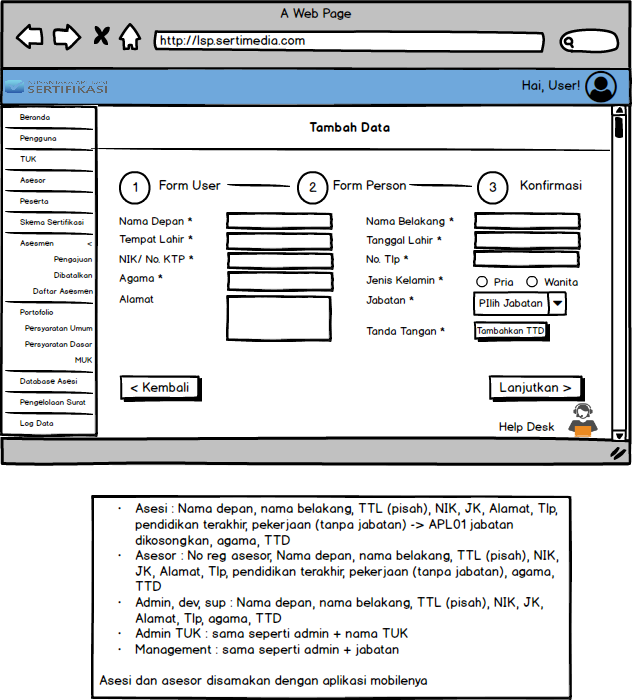 A Web Page
http://lsp.sertimedia.com
SERTIFIKASI
Hai, User!
Beranda
Pengguna
TUK
Asesor
Peserta
Skema Sertifikasi
Asesmen <
Pengajuan
Dibatalkan
Daftar Asesmen
Portofolio
Persyaratan Umum
Persyaratan Dasar
MUK
Database Asesi
Pengelolaan Surat
Log Data
Tambah Data
1 Form User 2 Form Person 3 Konfirmasi
Nama Depan * Nama Belakang *
Tempat Lahir * Tanggal Lahir *
NIK/ No. KTP * No. Tlp *
Agama * Jenis Kelamin * Pria Wanita
Alamat Jabatan * PIlih Jabatan
Tanda Tangan * Tambahkan TTD
< Kembali Lanjutkan >
Help Desk
· Asesi : Nama depan, nama belakang, TTL (pisah), NIK, JK, Alamat, Tlp,
pendidikan terakhir, pekerjaan (tanpa jabatan) -> APL01 jabatan
dikosongkan, agama, TTD
· Asesor : No reg asesor, Nama depan, nama belakang, TTL (pisah), NIK,
JK, Alamat, Tlp, pendidikan terakhir, pekerjaan (tanpa jabatan), agama,
TTD
· Admin, dev, sup : Nama depan, nama belakang, TTL (pisah), NIK, JK,
Alamat, Tlp, agama, TTD
· Admin TUK : sama seperti admin + nama TUK
· Management : sama seperti admin + jabatan
Asesi dan asesor disamakan dengan aplikasi mobilenya